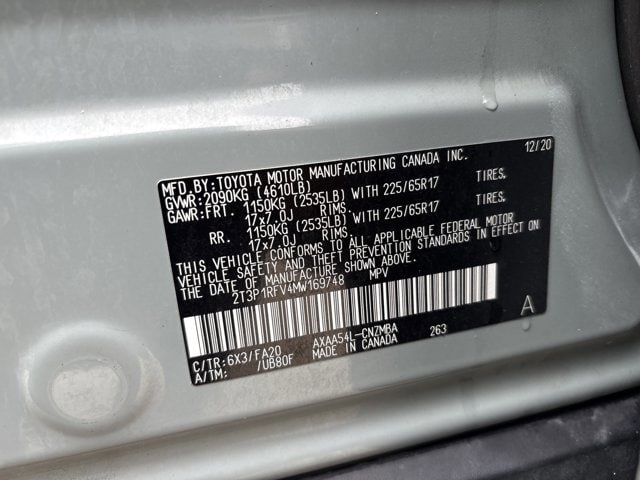 MFD.BY:TOYOTA MOTOR MANUFACTURING CANADA INC. 12/20
GVWR:2090KG (4610LB)
GAWR:FRT. 1150KG (2535LB) WITH 225/65R17 TIRES.
17x7.0J RIMS.
RR. 1150KG (2535LB) WITH 225/65R17 TIRES.
17x7.0J RIMS.
THIS VEHICLE CONFORMS TO ALL APPLICABLE FEDERAL MOTOR
VEHICLE SAFETY AND THEFT PREVENTION STANDARDS IN EFFECT ON
THE DATE OF MANUFACTURE SHOWN ABOVE.
2T3P1RFV4MW169748 MPV
A
C/TR:6X3/FA20 AXAA54L-CNZMBA 263
A/TM: /UB80F MADE IN CANADA